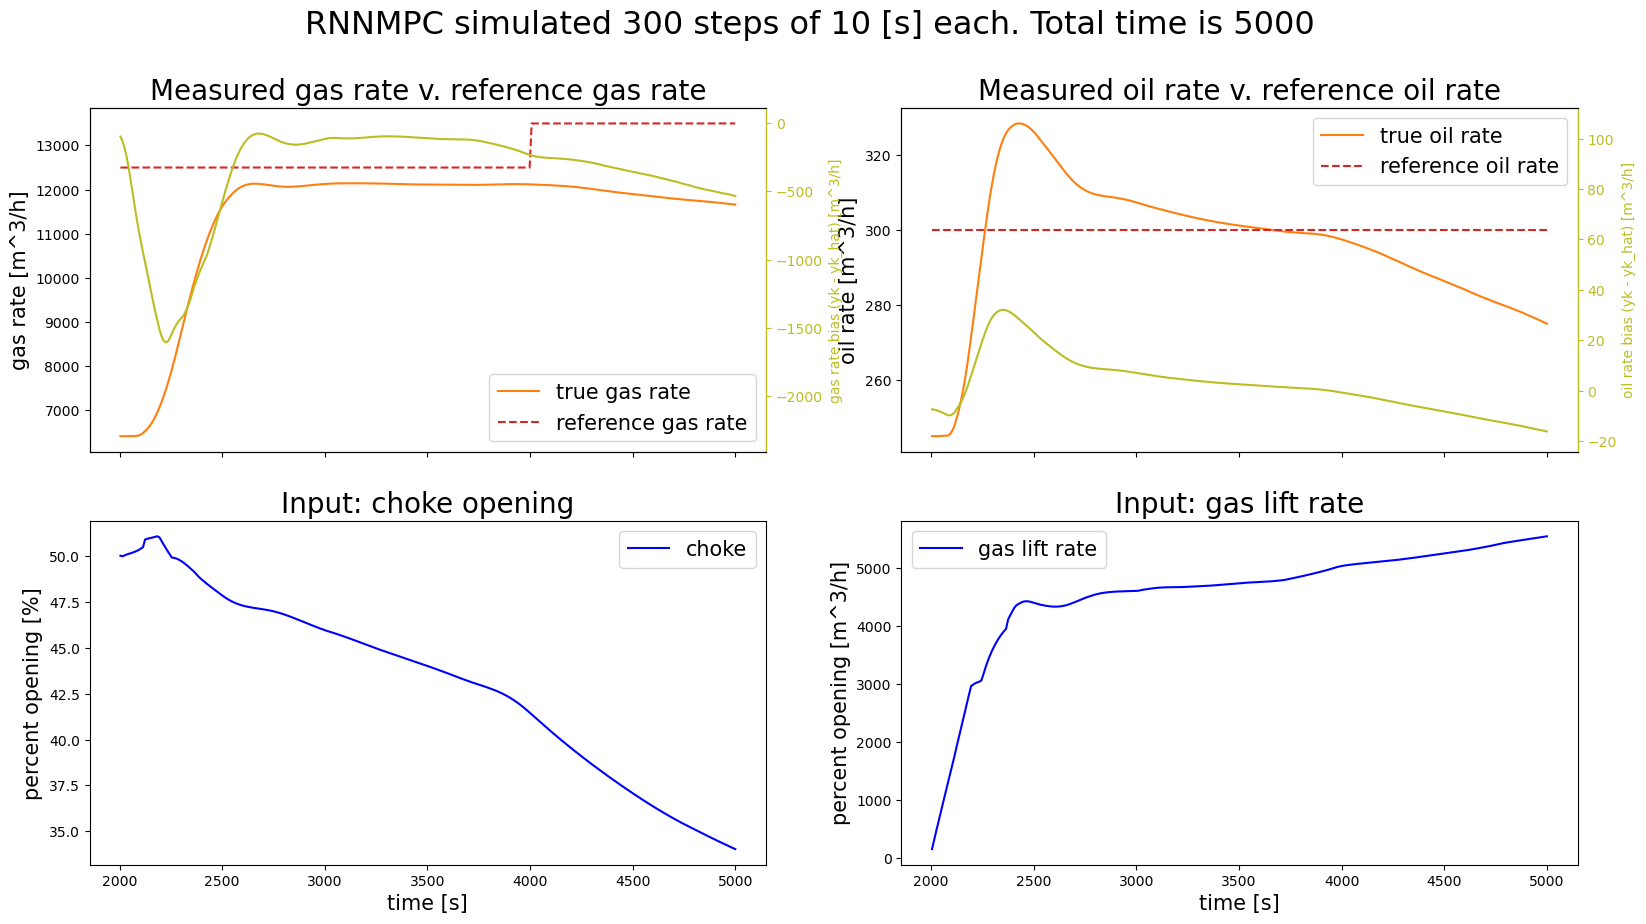 RNNMPC simulated 300 steps of 10 [s] each. Total time is 5000
Measured gas rate v. reference gas rate
gas rate [m^3/h]
13000
12000
11000
10000
9000
8000
7000
true gas rate
reference gas rate
0
−500
−1000
−1500
−2000
gas rate bias (yk - yk_hat) [m^3/h]
Measured oil rate v. reference oil rate
oil rate [m^3/h]
320
300
280
260
true oil rate
reference oil rate
100
80
60
40
20
0
−20
oil rate bias (yk - yk_hat) [m^3/h]
Input: choke opening
percent opening [%]
50.0
47.5
45.0
42.5
40.0
37.5
35.0
choke
2000
2500
3000
3500
4000
4500
5000
time [s]
Input: gas lift rate
percent opening [m^3/h]
5000
4000
3000
2000
1000
0
gas lift rate
2000
2500
3000
3500
4000
4500
5000
time [s]